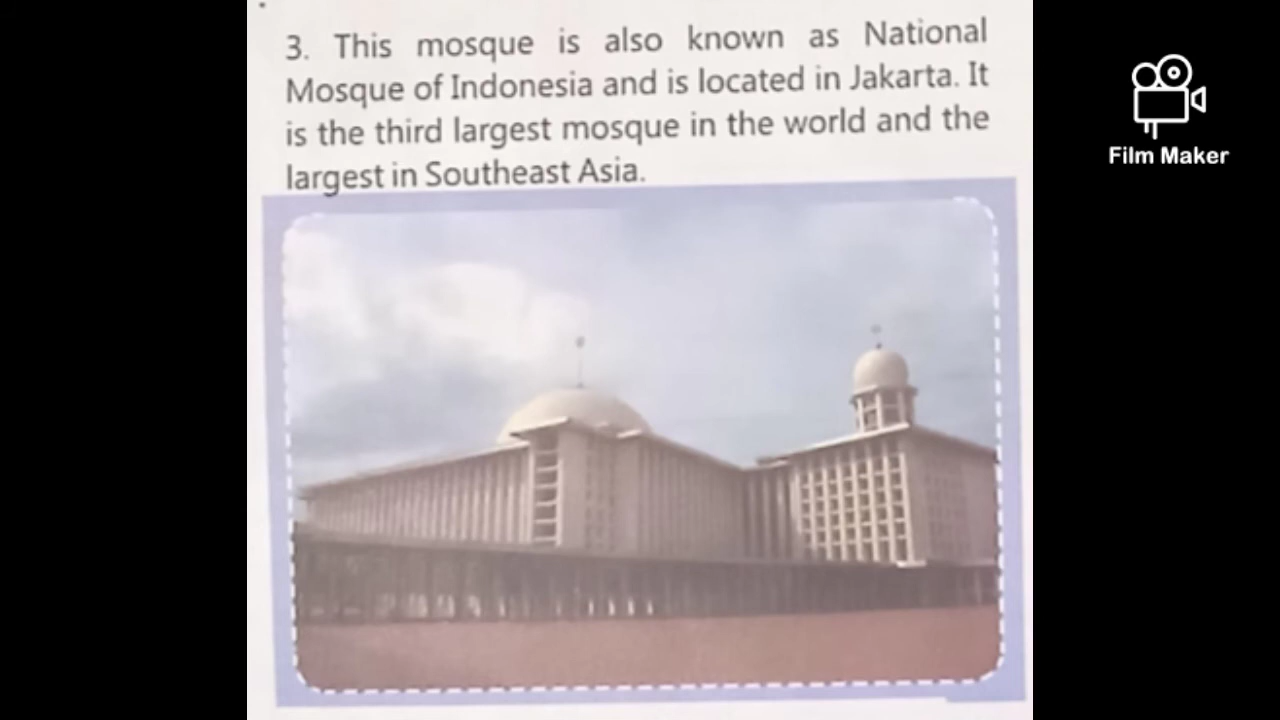 3. This mosque is also known as National
Mosque of Indonesia and is located in Jakarta. It
is the third largest mosque in the world and the
largest in Southeast Asia.
Film Maker